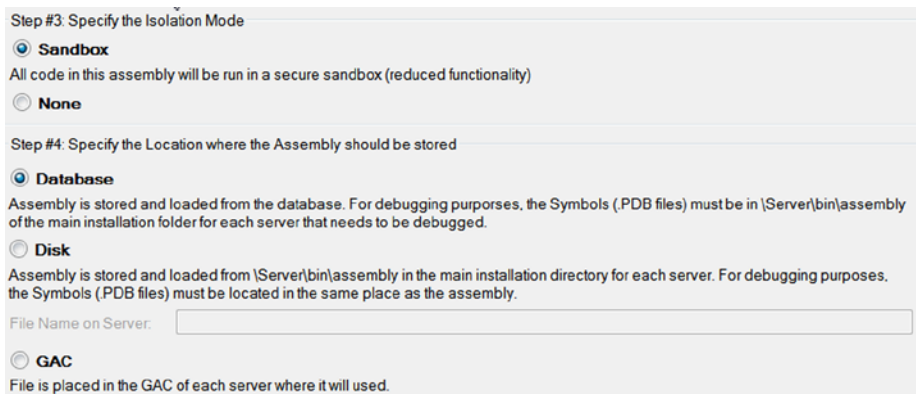 Step #3: Specify the Isolation Mode
Sandbox
All code in this assembly will be run in a secure sandbox (reduced functionality)
None
Step #4: Specify the Location where the Assembly should be stored
Database
Assembly is stored and loaded from the database. For debugging purporses, the Symbols (.PDB files) must be in \Server\bin\assembly
of the main installation folder for each server that needs to be debugged.
Disk
Assembly is stored and loaded from \Server\bin\assembly in the main installation directory for each server. For debugging purposes,
the Symbols (.PDB files) must be located in the same place as the assembly.
File Name on Server:
GAC
File is placed in the GAC of each server where it will used.